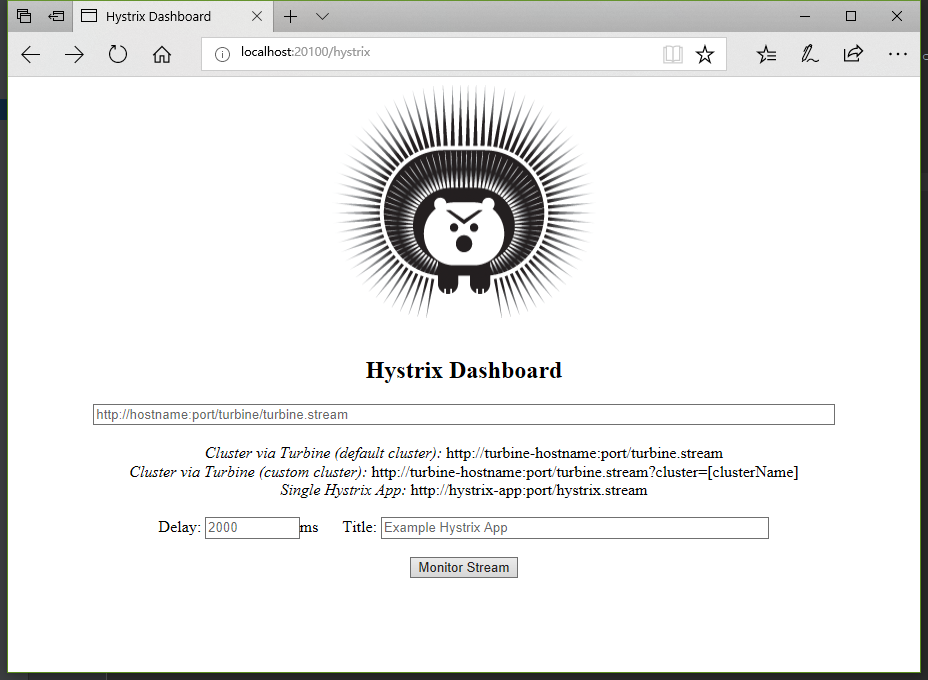 Hystrix Dashboard
localhost:20100/hystrix
Hystrix Dashboard
http://hostname:port/turbine/turbine.stream
Cluster via Turbine (default cluster): http://turbine-hostname:port/turbine.stream
Cluster via Turbine (custom cluster): http://turbine-hostname:port/turbine.stream?cluster=[clusterName]
Single Hystrix App: http://hystrix-app:port/hystrix.stream
Delay: 2000 ms Title: Example Hystrix App
Monitor Stream